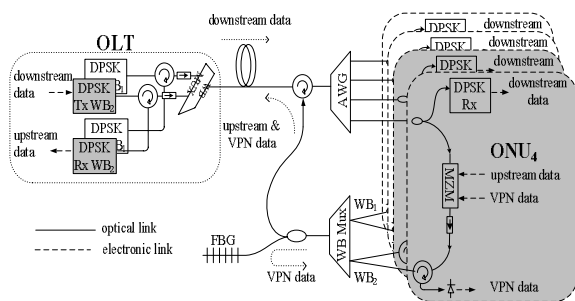 OLT
downstream data
downstream
downstream
downstream
downstream
data
DPSK
DPSK
Tx WB2
DPSK
DPSK
Rx WB2
upstream
data
AWG
upstream &
VPN data
DPSK
DPSK
DPSK
DPSK
Rx
downstream
data
ONU4
MZM
upstream data
VPN data
WB1
WB2
WB Mux
FBG
VPN data
VPN data
optical link
electronic link